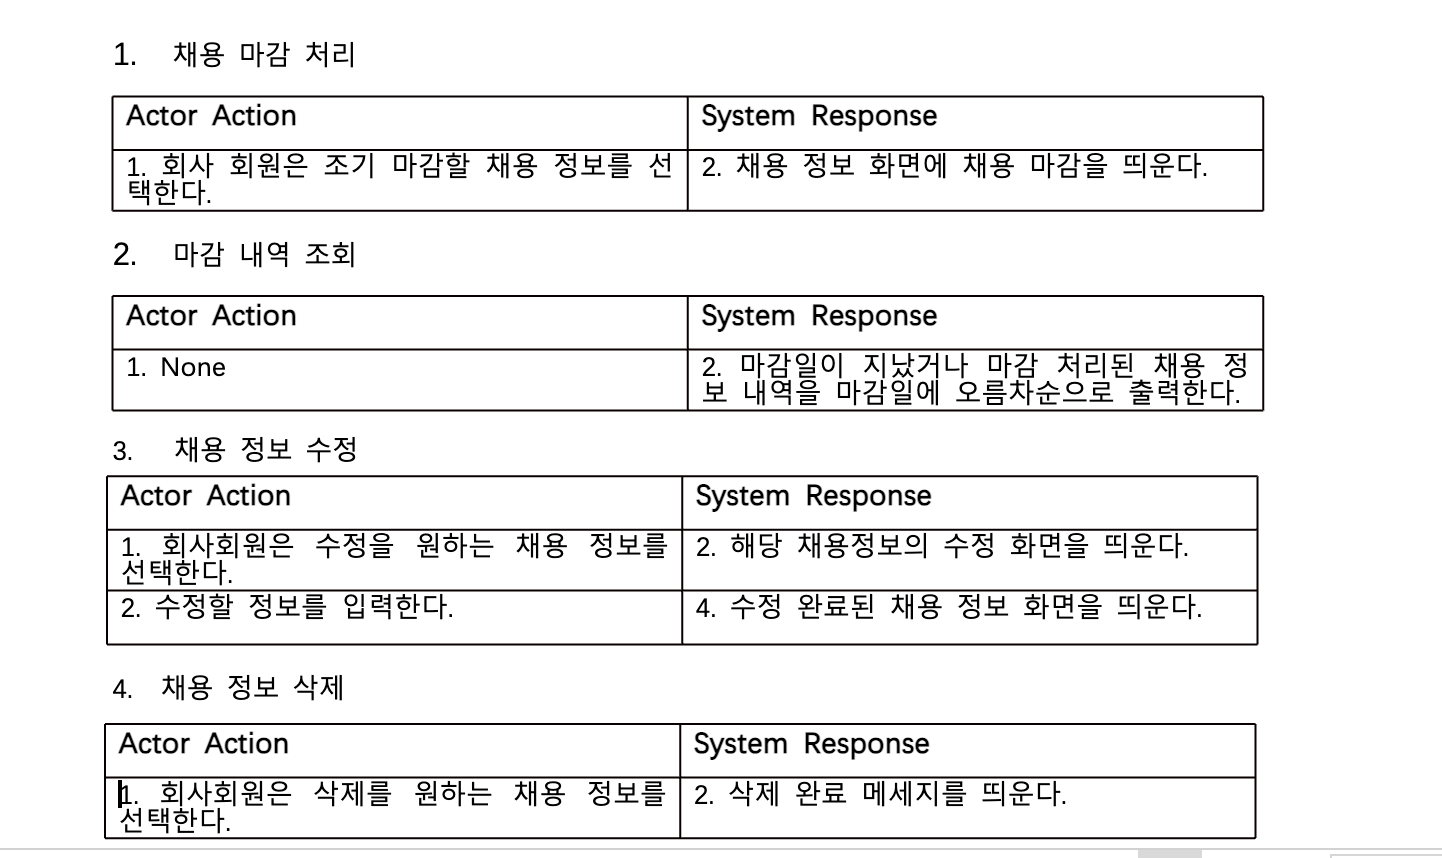 1. 채용 마감 처리
Actor Action
System Response
1. 회사 회원은 조기 마감할 채용 정보를 선
택한다.
2. 채용 정보 화면에 채용 마감을 띄운다.
2. 마감 내역 조회
Actor Action
System Response
1. None
2. 마감일이 지났거나 마감 처리된 채용 정
보 내역을 마감일에 오름차순으로 출력한다.
3. 채용 정보 수정
Actor Action
System Response
1. 회사회원은 수정을 원하는 채용 정보를
선택한다.
2. 해당 채용정보의 수정 화면을 띄운다.
2. 수정할 정보를 입력한다.
4. 수정 완료된 채용 정보 화면을 띄운다.
4. 채용 정보 삭제
Actor Action
System Response
1. 회사회원은 삭제를 원하는 채용 정보를
선택한다.
2. 삭제 완료 메세지를 띄운다.